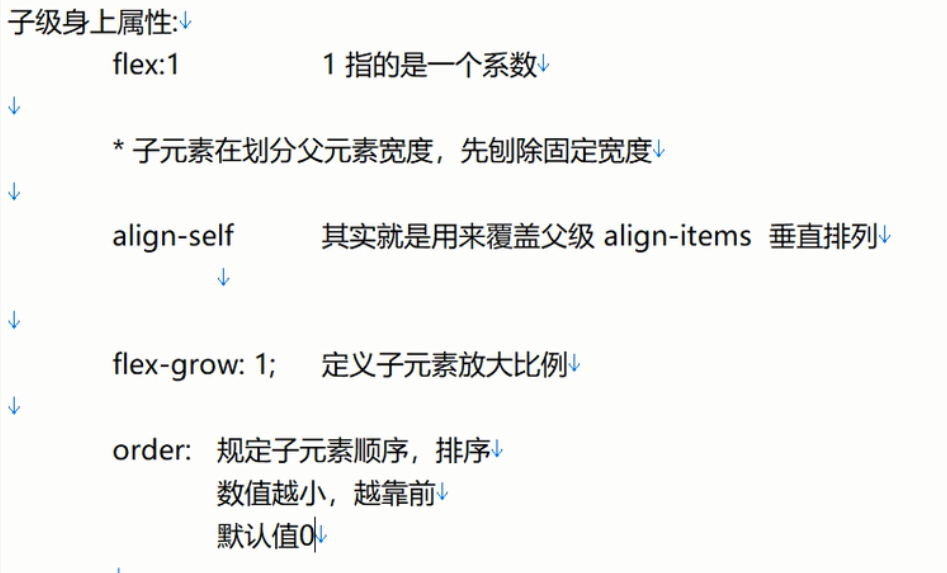 子级身上属性:
flex:1 1 指的是一个系数
* 子元素在划分父元素宽度，先刨除固定宽度
align-self 其实就是用来覆盖父级 align-items 垂直排列
flex-grow: 1; 定义子元素放大比例
order: 规定子元素顺序，排序
数值越小，越靠前
默认值0